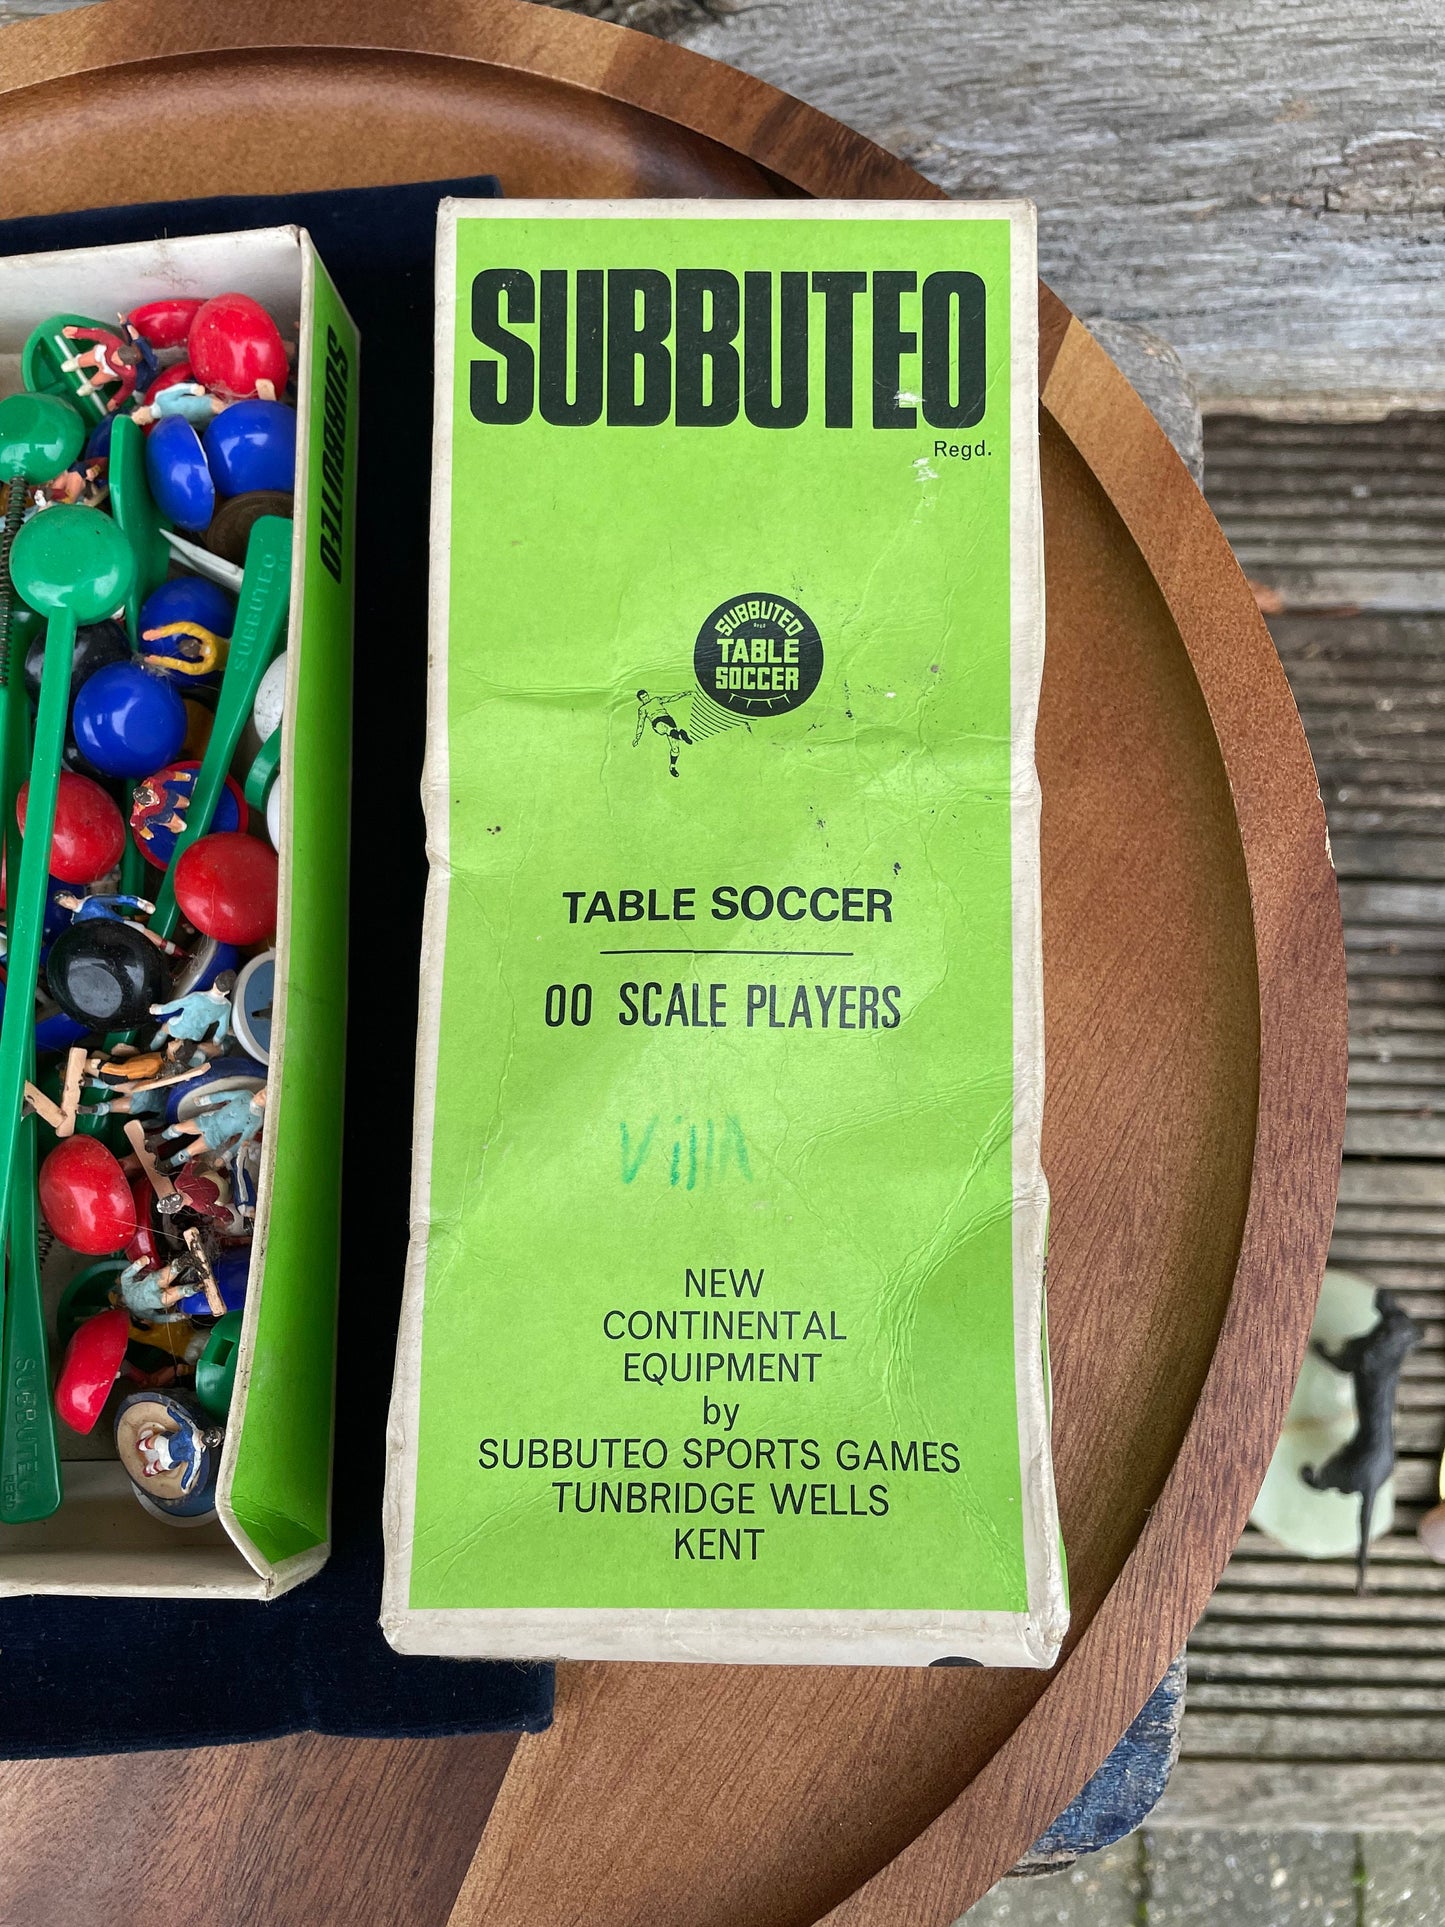 SUBBUTEO
Regd.
SUBBUTEO
REGD
TABLE
SOCCER
TABLE SOCCER
00 SCALE PLAYERS
Villa
NEW
CONTINENTAL
EQUIPMENT
by
SUBBUTEO SPORTS GAMES
TUNBRIDGE WELLS
KENT
SUBBUTEO
SUBBUTEO
SUBBUTEO
REGD